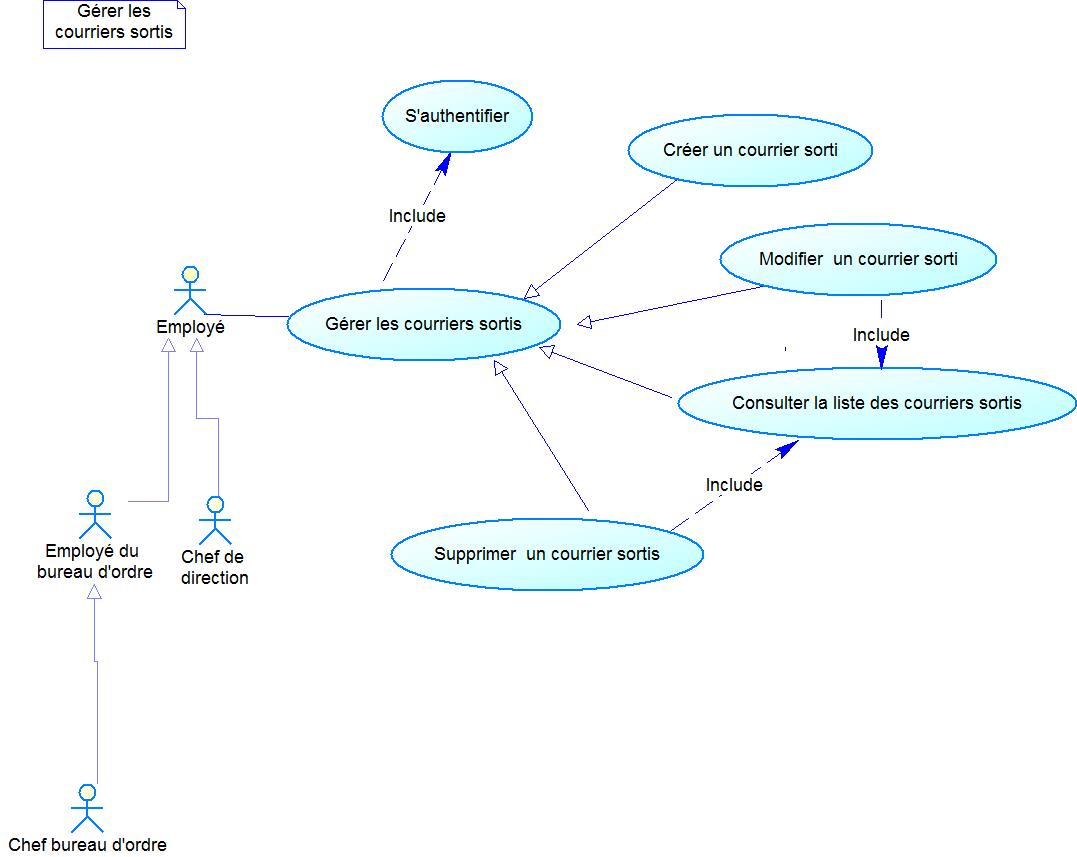 Gérer les
courriers sortis
S'authentifier
Créer un courrier sorti
Include
Modifier  un courrier sorti
Employé
Gérer les courriers sortis
Include
Consulter la liste des courriers sortis
Include
Employé du
bureau d'ordre
Chef de
direction
Supprimer  un courrier sortis
Chef bureau d'ordre